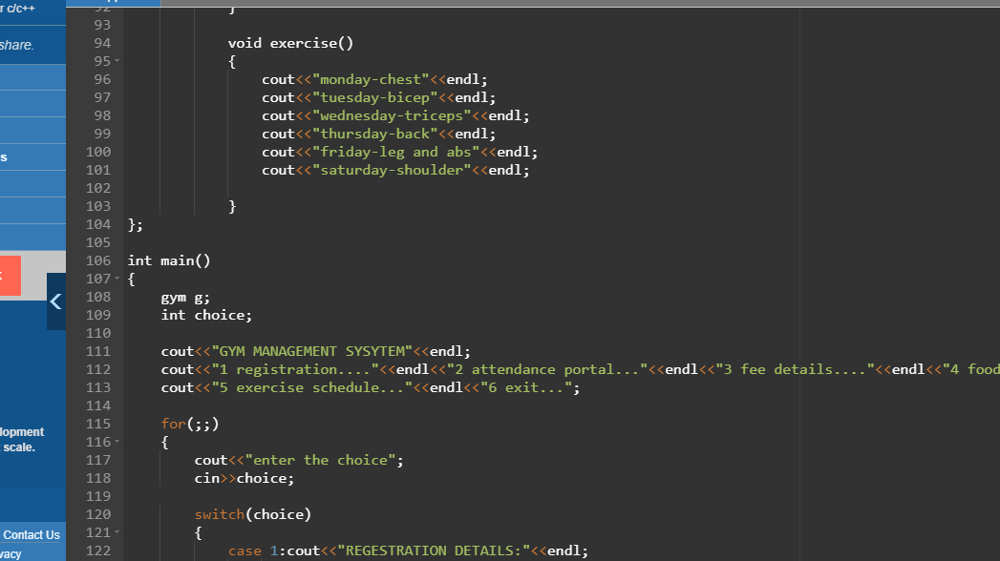 r c/c++
share.
s
lopment
scale.
Contact Us
vacy
92 }
93
94 void exercise()
95 {
96 cout<<"monday-chest"<<endl;
97 cout<<"tuesday-bicep"<<endl;
98 cout<<"wednesday-triceps"<<endl;
99 cout<<"thursday-back"<<endl;
100 cout<<"friday-leg and abs"<<endl;
101 cout<<"saturday-shoulder"<<endl;
102
103 }
104 };
105
106 int main()
107 {
108 gym g;
109 int choice;
110
111 cout<<"GYM MANAGEMENT SYSYTEM"<<endl;
112 cout<<"1 registration...."<<endl<<"2 attendance portal..."<<endl<<"3 fee details...."<<endl<<"4 food
113 cout<<"5 exercise schedule..."<<endl<<"6 exit...";
114
115 for(;;)
116 {
117 cout<<"enter the choice";
118 cin>>choice;
119
120 switch(choice)
121 {
122 case 1:cout<<"REGESTRATION DETAILS:"<<endl;